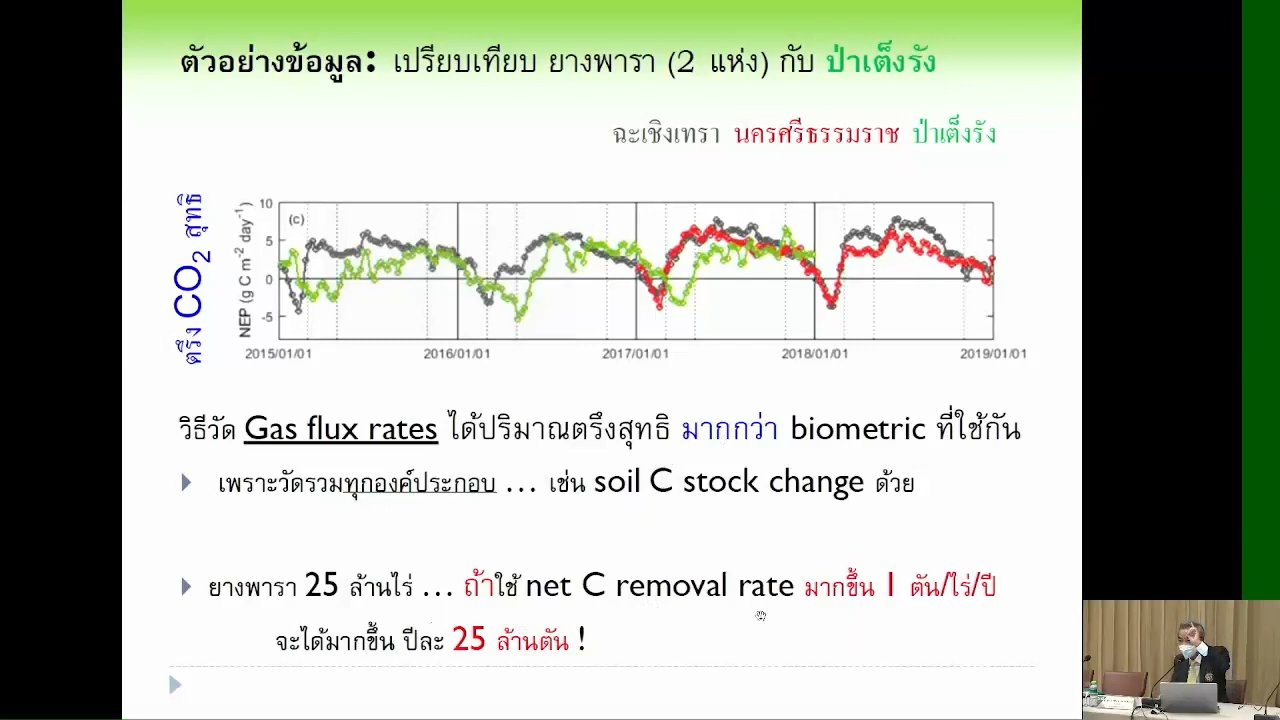 ตัวอย่างข้อมูล: เปรียบเทียบ ยางพารา (2 แห่ง) กับ ป่าเต็งรัง
ฉะเชิงเทรา นครศรีธรรมราช ป่าเต็งรัง
ตรึง CO2 สุทธิ
NEP (g C m-2 day-1)
10
5
0
-5
(c)
2015/01/01 2016/01/01 2017/01/01 2018/01/01 2019/01/01
วิธีวัด Gas flux rates ได้ปริมาณตรึงสุทธิ มากกว่า biometric ที่ใช้กัน
เพราะวัดรวมทุกองค์ประกอบ ... เช่น soil C stock change ด้วย
ยางพารา 25 ล้านไร่ ... ถ้าใช้ net C removal rate มากขึ้น 1 ตัน/ไร่/ปี
จะได้มากขึ้น ปีละ 25 ล้านตัน !